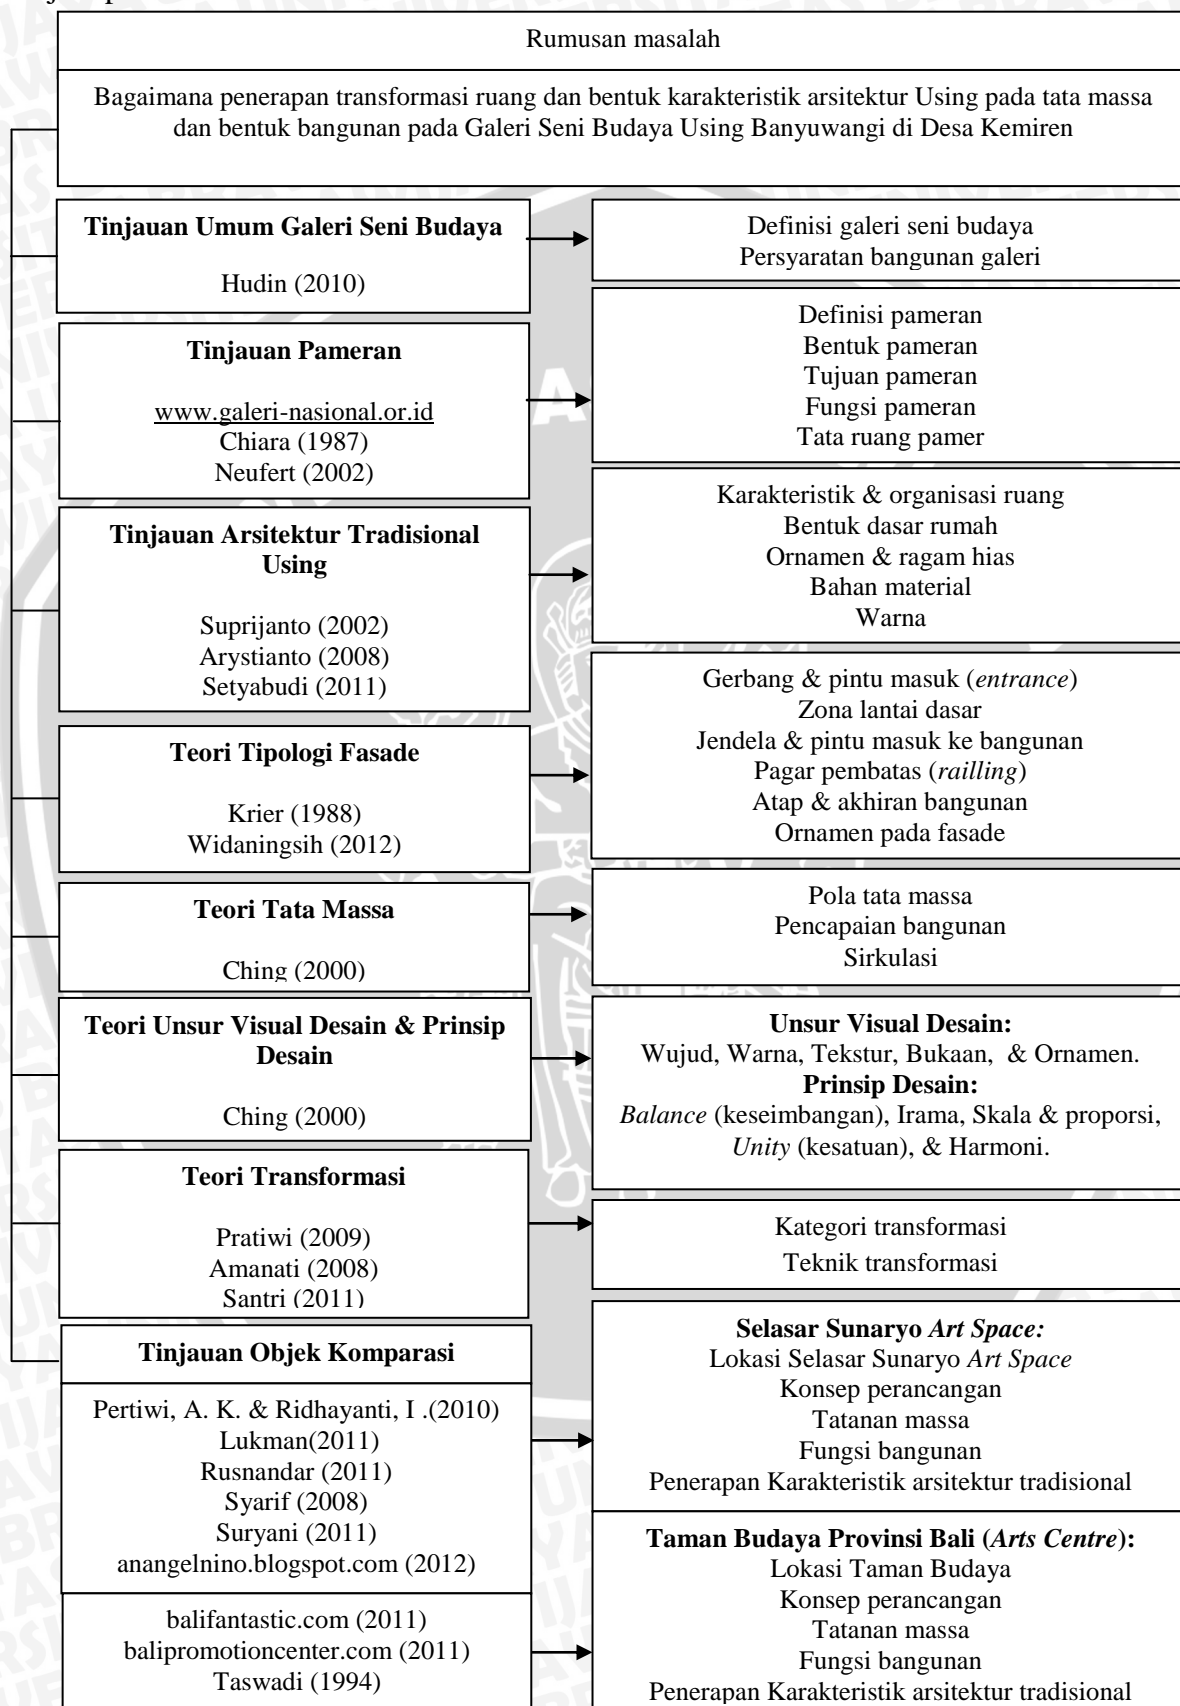 Rumusan masalah
Bagaimana penerapan transformasi ruang dan bentuk karakteristik arsitektur Using pada tata massa
dan bentuk bangunan pada Galeri Seni Budaya Using Banyuwangi di Desa Kemiren
Tinjauan Umum Galeri Seni Budaya
Hudin (2010)
Definisi galeri seni budaya
Persyaratan bangunan galeri
Tinjauan Pameran
www.galeri-nasional.or.id
Chiara (1987)
Neufert (2002)
Definisi pameran
Bentuk pameran
Tujuan pameran
Fungsi pameran
Tata ruang pamer
Tinjauan Arsitektur Tradisional
Using
Suprijanto (2002)
Arystianto (2008)
Setyabudi (2011)
Karakteristik & organisasi ruang
Bentuk dasar rumah
Ornamen & ragam hias
Bahan material
Warna
Teori Tipologi Fasade
Krier (1988)
Widaningsih (2012)
Gerbang & pintu masuk (entrance)
Zona lantai dasar
Jendela & pintu masuk ke bangunan
Pagar pembatas (railling)
Atap & akhiran bangunan
Ornamen pada fasade
Teori Tata Massa
Ching (2000)
Pola tata massa
Pencapaian bangunan
Sirkulasi
Teori Unsur Visual Desain & Prinsip
Desain
Ching (2000)
Unsur Visual Desain:
Wujud, Warna, Tekstur, Bukaan, & Ornamen.
Prinsip Desain:
Balance (keseimbangan), Irama, Skala & proporsi,
Unity (kesatuan), & Harmoni.
Teori Transformasi
Pratiwi (2009)
Amanati (2008)
Santri (2011)
Kategori transformasi
Teknik transformasi
Tinjauan Objek Komparasi
Pertiwi, A. K. & Ridhayanti, I .(2010)
Lukman(2011)
Rusnandar (2011)
Syarif (2008)
Suryani (2011)
anangelnino.blogspot.com (2012)
Selasar Sunaryo Art Space:
Lokasi Selasar Sunaryo Art Space
Konsep perancangan
Tatanan massa
Fungsi bangunan
Penerapan Karakteristik arsitektur tradisional
balifantastic.com (2011)
balipromotioncenter.com (2011)
Taswadi (1994)
Taman Budaya Provinsi Bali (Arts Centre):
Lokasi Taman Budaya
Konsep perancangan
Tatanan massa
Fungsi bangunan
Penerapan Karakteristik arsitektur tradisional